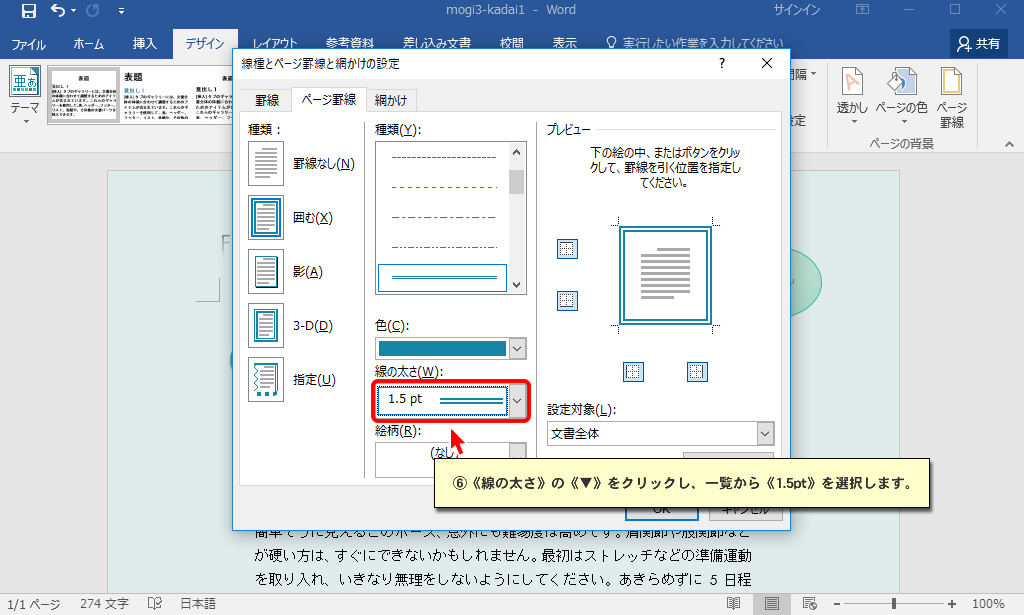 mogi3-kadai1 - Word
サインイン
ファイル
ホーム
挿入
デザイン
レイアウト
参考資料
差し込み文書
校閲
表示
実行したい作業を入力してください
共有
テーマ
表題
表題
見出し 1
透かし
ページの色
ページ
罫線
ページの背景
線種とページ罫線と網かけの設定
?
罫線
ページ罫線
網かけ
種類：
罫線なし(N)
囲む(X)
影(A)
3-D(D)
指定(U)
種類(Y):
色(C):
線の太さ(W):
1.5 pt
絵柄(R):
(なし)
プレビュー
下の絵の中、またはボタンをクリッ
クして、罫線を引く位置を指定し
てください。
設定対象(L):
文書全体
⑥《線の太さ》の《▼》をクリックし、一覧から《1.5pt》を選択します。
OK
キャンセル
簡単そうに見えるこのポーズ、意外にも難易度は高めです。肩関節や股関節など
が硬い方は、すぐにできないかもしれません。最初はストレッチなどの準備運動
を取り入れ、いきなり無理をしないようにしてください。あきらめずに 5 日程
1/1 ページ
274 文字
日本語
100%